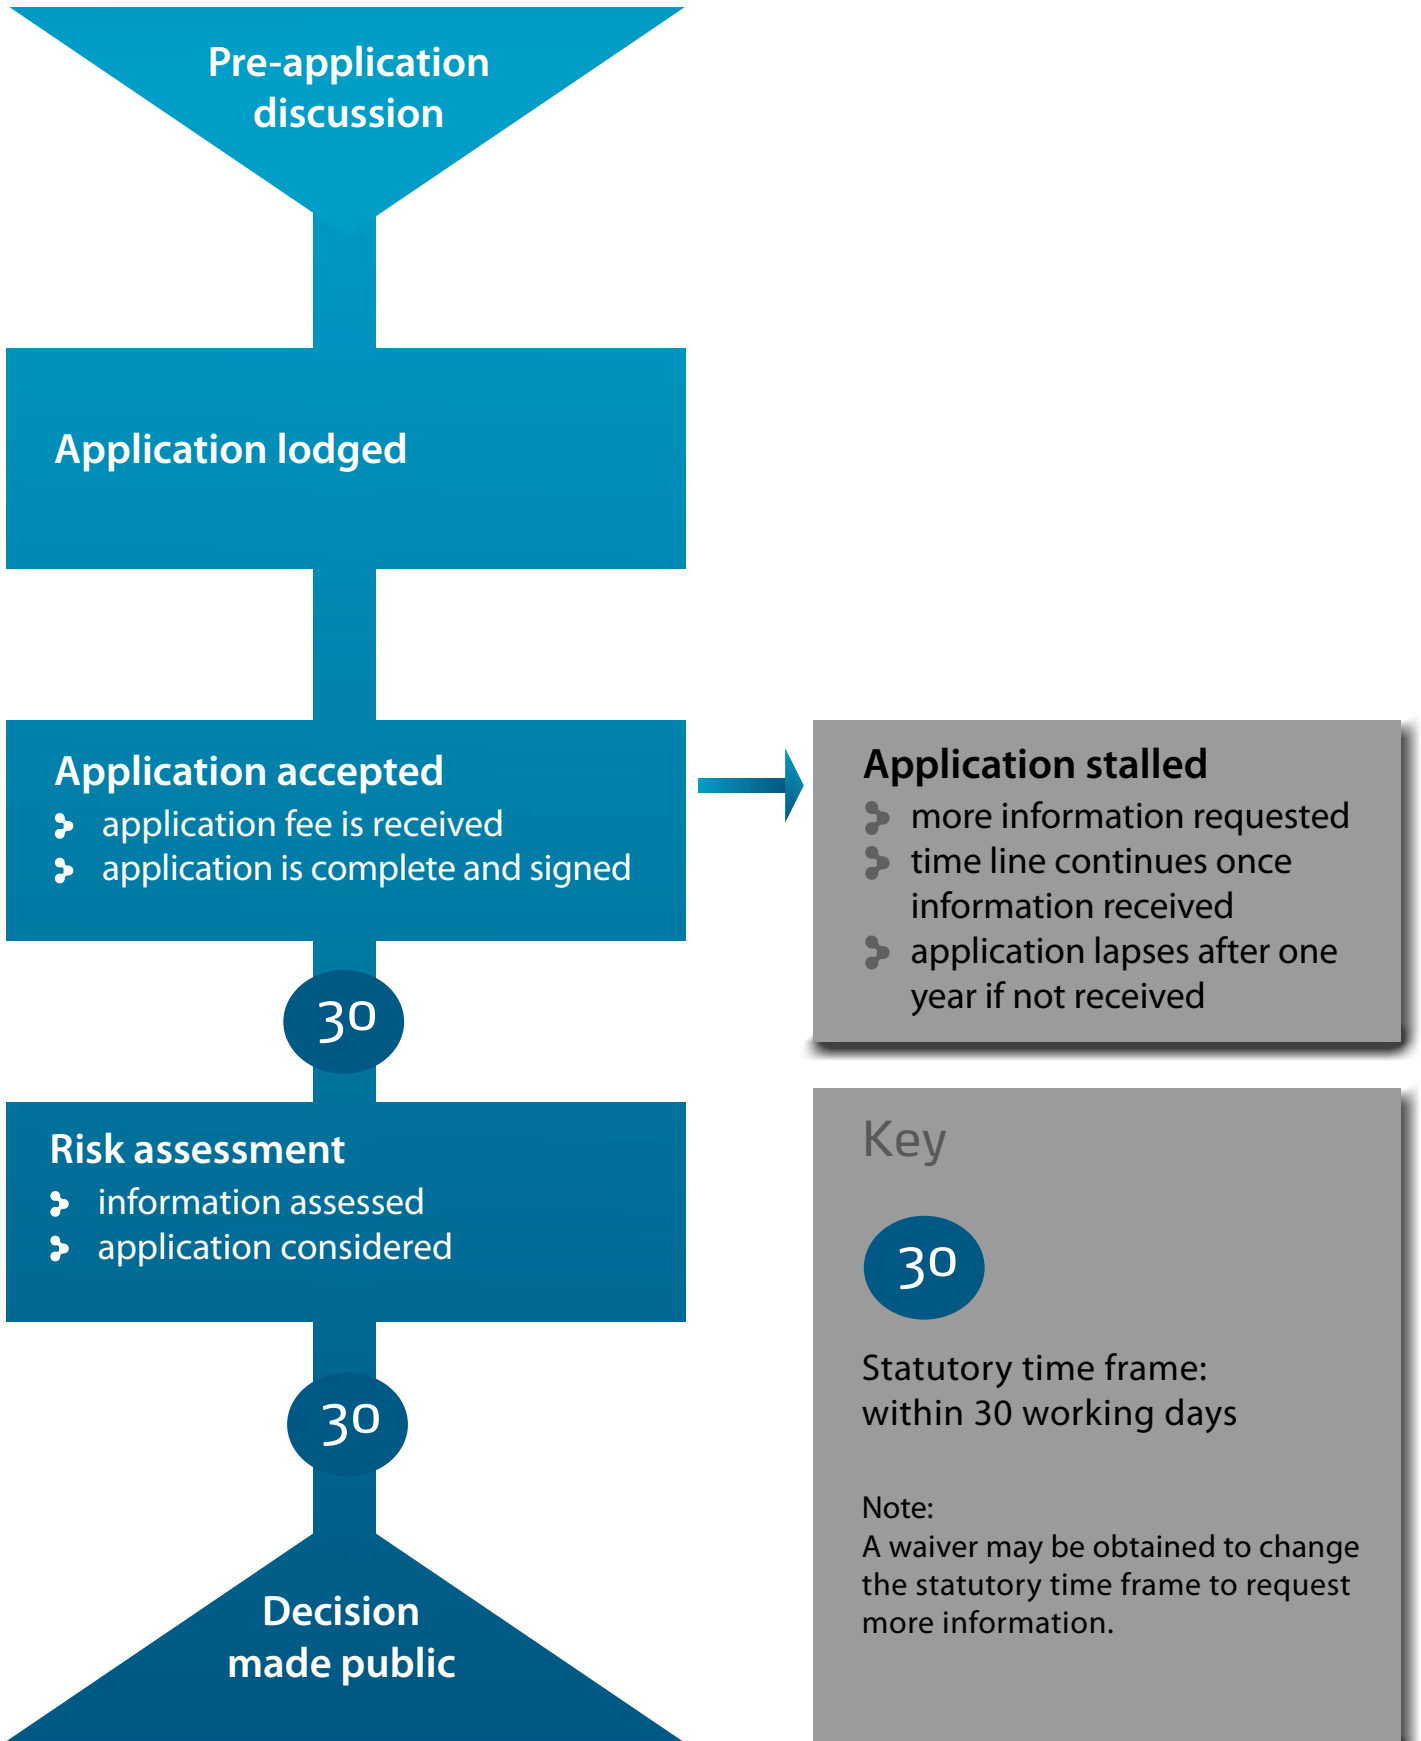 Pre-application
discussion
Application lodged
Application accepted
application fee is received
application is complete and signed
Application stalled
more information requested
time line continues once
information received
application lapses after one
year if not received
30
Risk assessment
information assessed
application considered
30
Decision
made public
Key
30
Statutory time frame:
within 30 working days
Note:
A waiver may be obtained to change
the statutory time frame to request
more information.